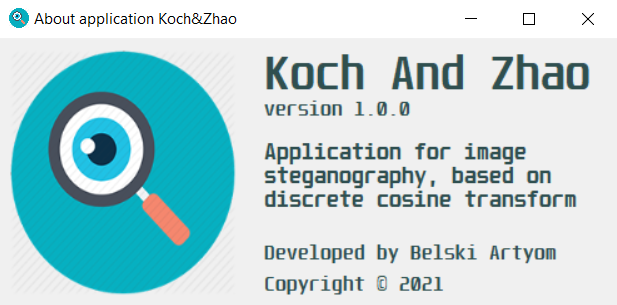 About application Koch&Zhao
Koch And Zhao
version 1.0.0
Application for image
steganography, based on
discrete cosine transform
Developed by Belski Artyom
Copyright © 2021